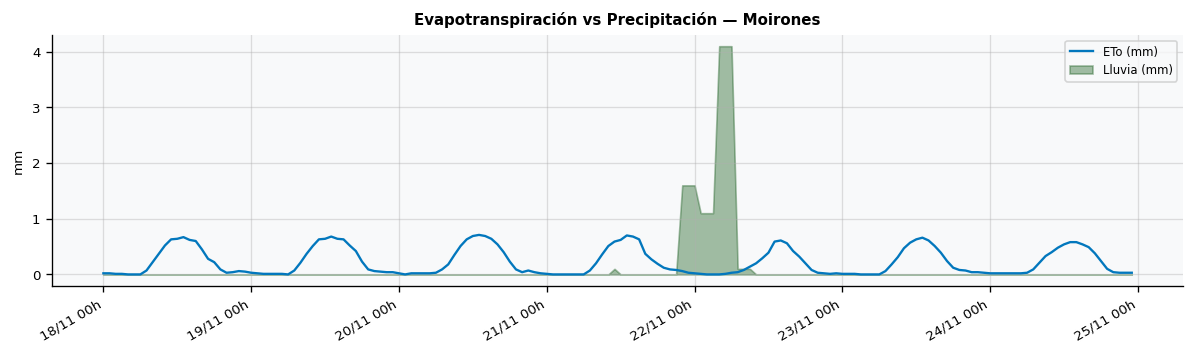 Evapotranspiración vs Precipitación — Moirones
ETo (mm)
Lluvia (mm)
mm
4
3
2
1
0
18/11 00h
19/11 00h
20/11 00h
21/11 00h
22/11 00h
23/11 00h
24/11 00h
25/11 00h